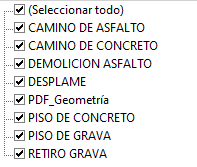 (Seleccionar todo)
CAMINO DE ASFALTO
CAMINO DE CONCRETO
DEMOLICION ASFALTO
DESPLAME
PDF_Geometría
PISO DE CONCRETO
PISO DE GRAVA
RETIRO GRAVA